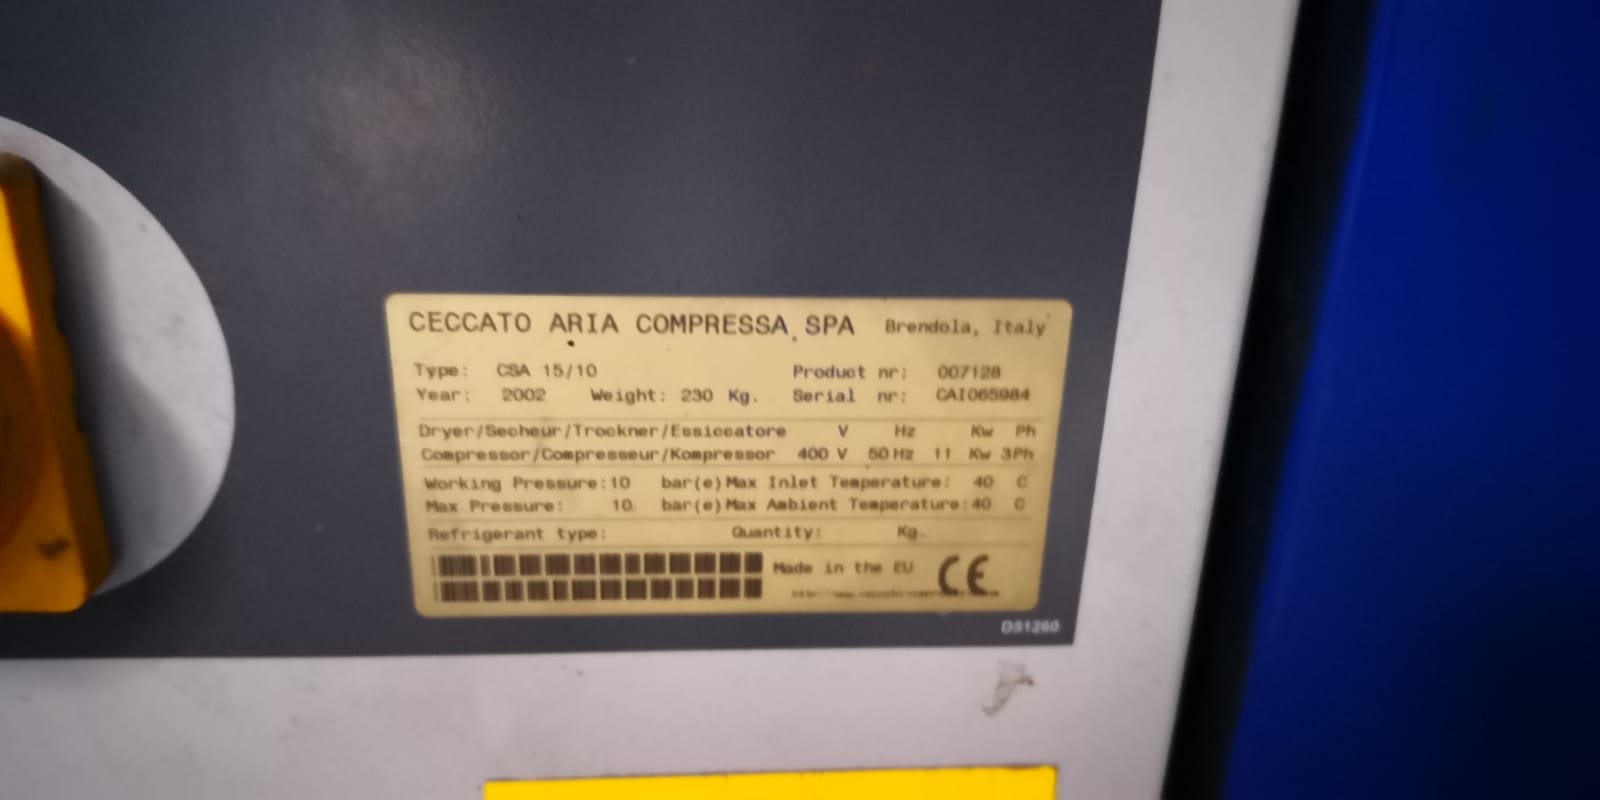 CECCATO ARIA COMPRESSA SPA Brendola, Italy
Type: CSA 15/10 Product nr: 007128
Year: 2002 Weight: 230 Kg. Serial nr: CAI065984
Dryer/Secheur/Trockner/Essiccatore V Hz Kw Ph
Compressor/Compresseur/Kompressor 400 V 50 Hz 11 Kw 3Ph
Working Pressure: 10 bar(e) Max Inlet Temperature: 40 C
Max Pressure: 10 bar(e) Max Ambient Temperature: 40 C
Refrigerant type: Quantity: Kg.
Made in the EU CE
DS1260